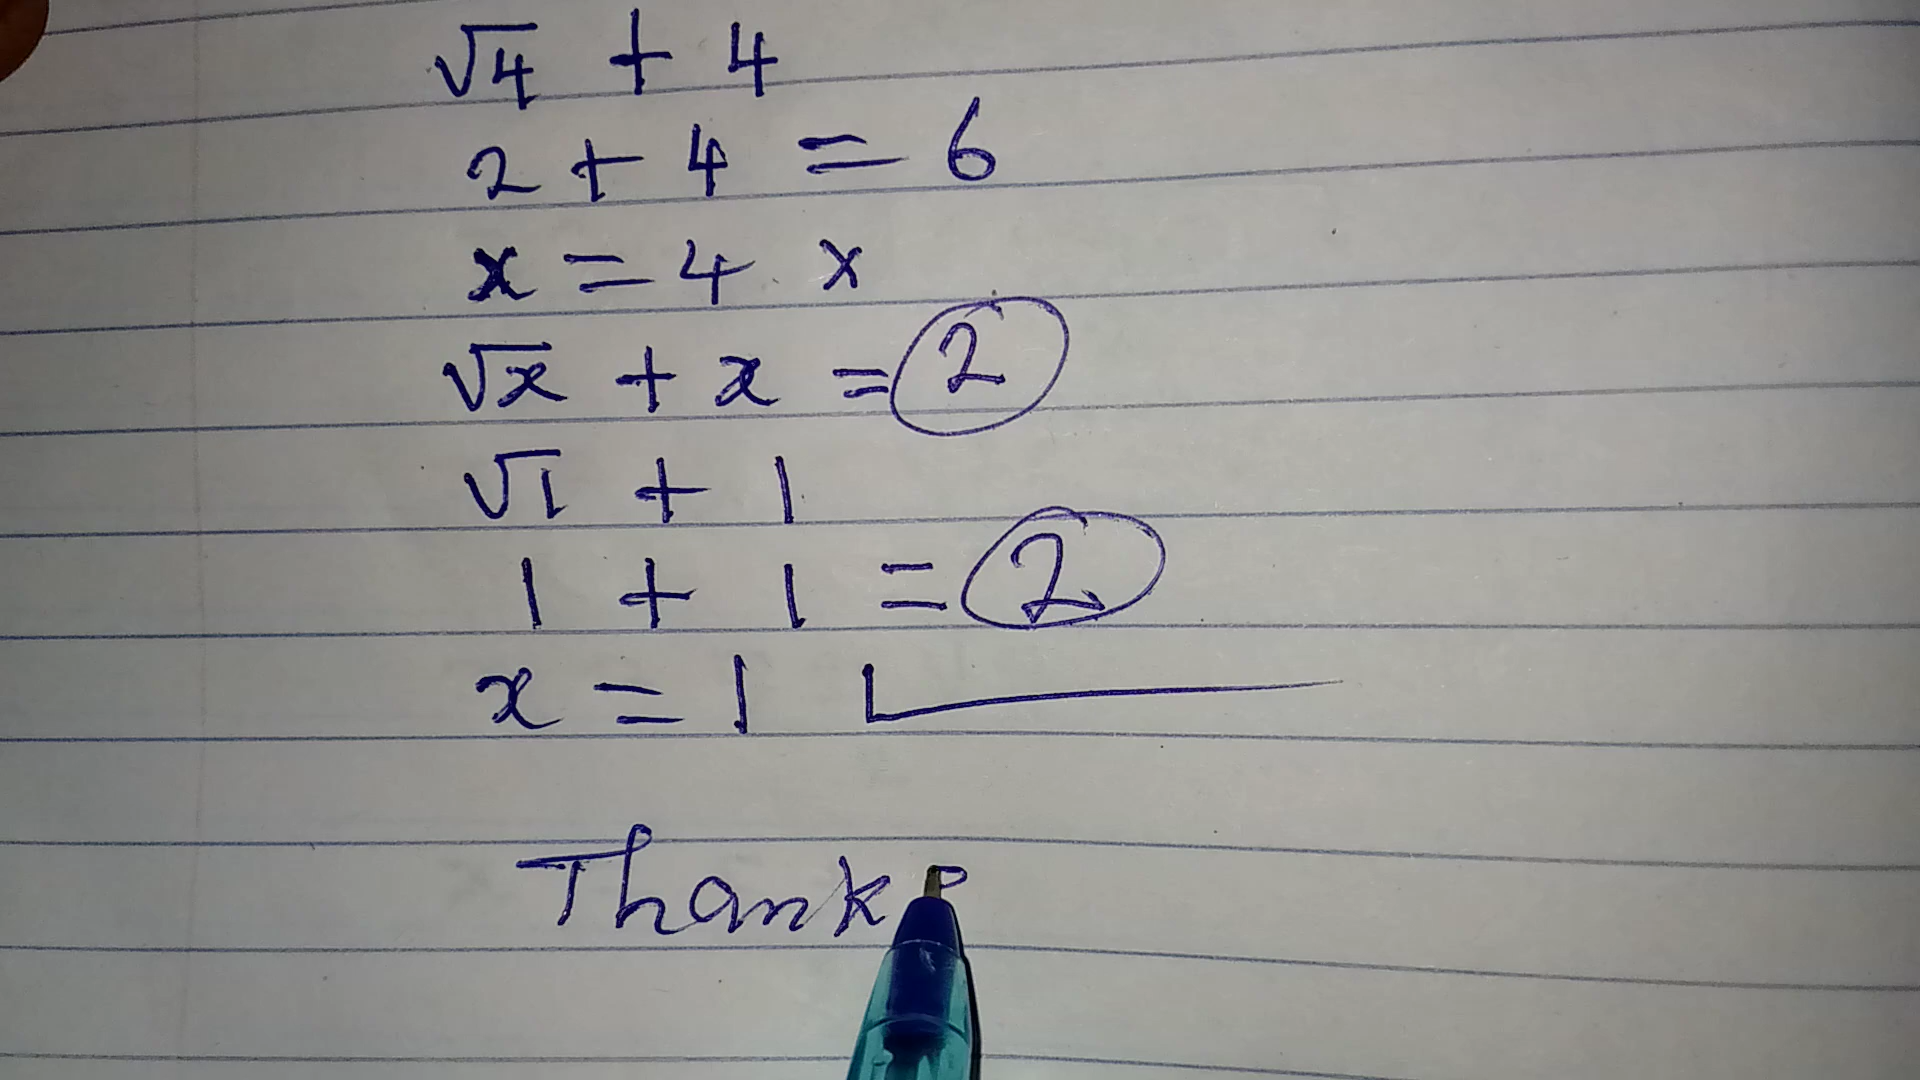 √4 + 4
2 + 4 = 6
x = 4 x
√x + x = 2
√1 + 1
1 + 1 = 2
x = 1 ✓
Thank